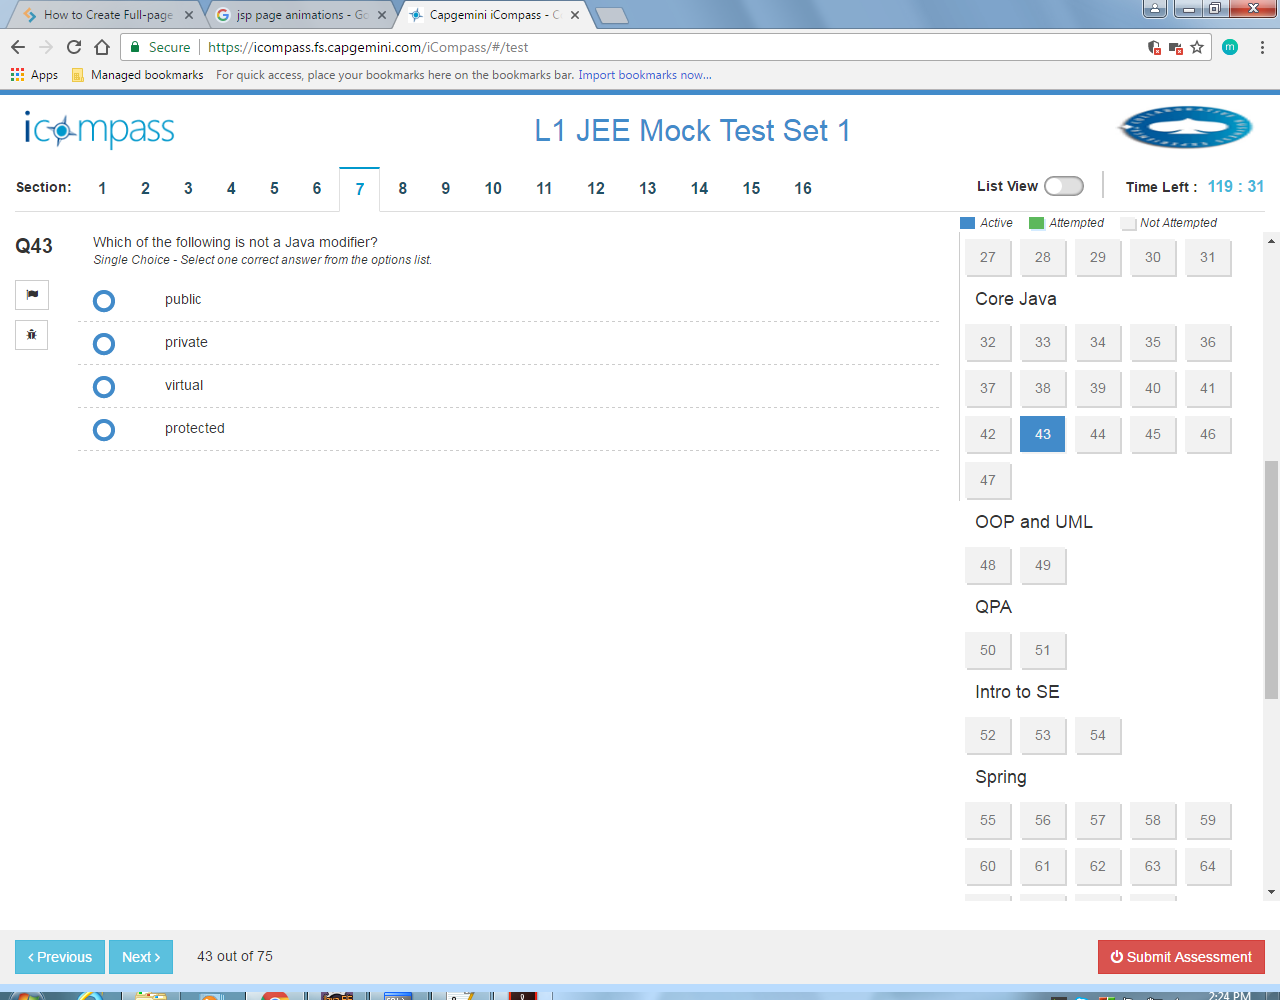 How to Create Full-page
jsp page animations - Go
Capgemini iCompass - C
Secure https://icompass.fs.capgemini.com/iCompass/#/test
m
Apps Managed bookmarks For quick access, place your bookmarks here on the bookmarks bar. Import bookmarks now...
icompass
L1 JEE Mock Test Set 1
Section: 1 2 3 4 5 6 7 8 9 10 11 12 13 14 15 16
List View Time Left : 119 : 31
Active Attempted Not Attempted
Q43 Which of the following is not a Java modifier?
Single Choice - Select one correct answer from the options list.
public
private
virtual
protected
27 28 29 30 31
Core Java
32 33 34 35 36
37 38 39 40 41
42 43 44 45 46
47
OOP and UML
48 49
QPA
50 51
Intro to SE
52 53 54
Spring
55 56 57 58 59
60 61 62 63 64
Previous Next 43 out of 75
Submit Assessment
2:24 PM